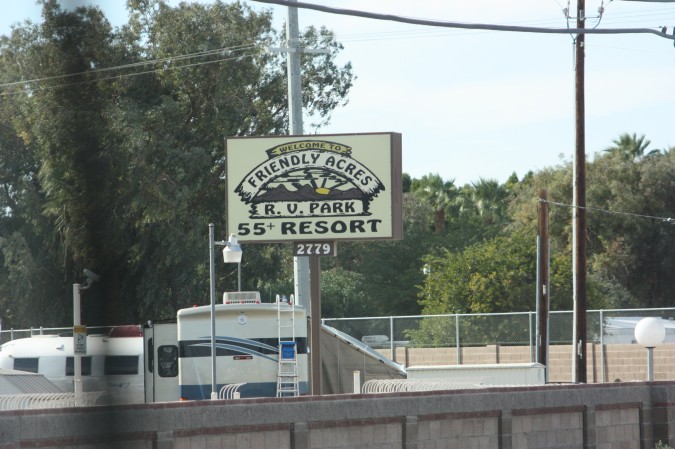 WELCOME TO
FRIENDLY ACRES
R. V. PARK
55+ RESORT
2779